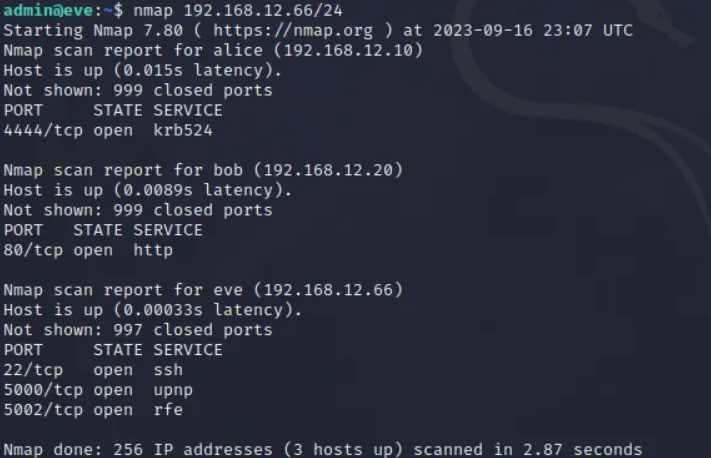 admin@eve:~$ nmap 192.168.12.66/24
Starting Nmap 7.80 ( https://nmap.org ) at 2023-09-16 23:07 UTC
Nmap scan report for alice (192.168.12.10)
Host is up (0.015s latency).
Not shown: 999 closed ports
PORT     STATE SERVICE
4444/tcp open  krb524

Nmap scan report for bob (192.168.12.20)
Host is up (0.0089s latency).
Not shown: 999 closed ports
PORT   STATE SERVICE
80/tcp open  http

Nmap scan report for eve (192.168.12.66)
Host is up (0.00033s latency).
Not shown: 997 closed ports
PORT     STATE SERVICE
22/tcp   open  ssh
5000/tcp open  upnp
5002/tcp open  rfe

Nmap done: 256 IP addresses (3 hosts up) scanned in 2.87 seconds